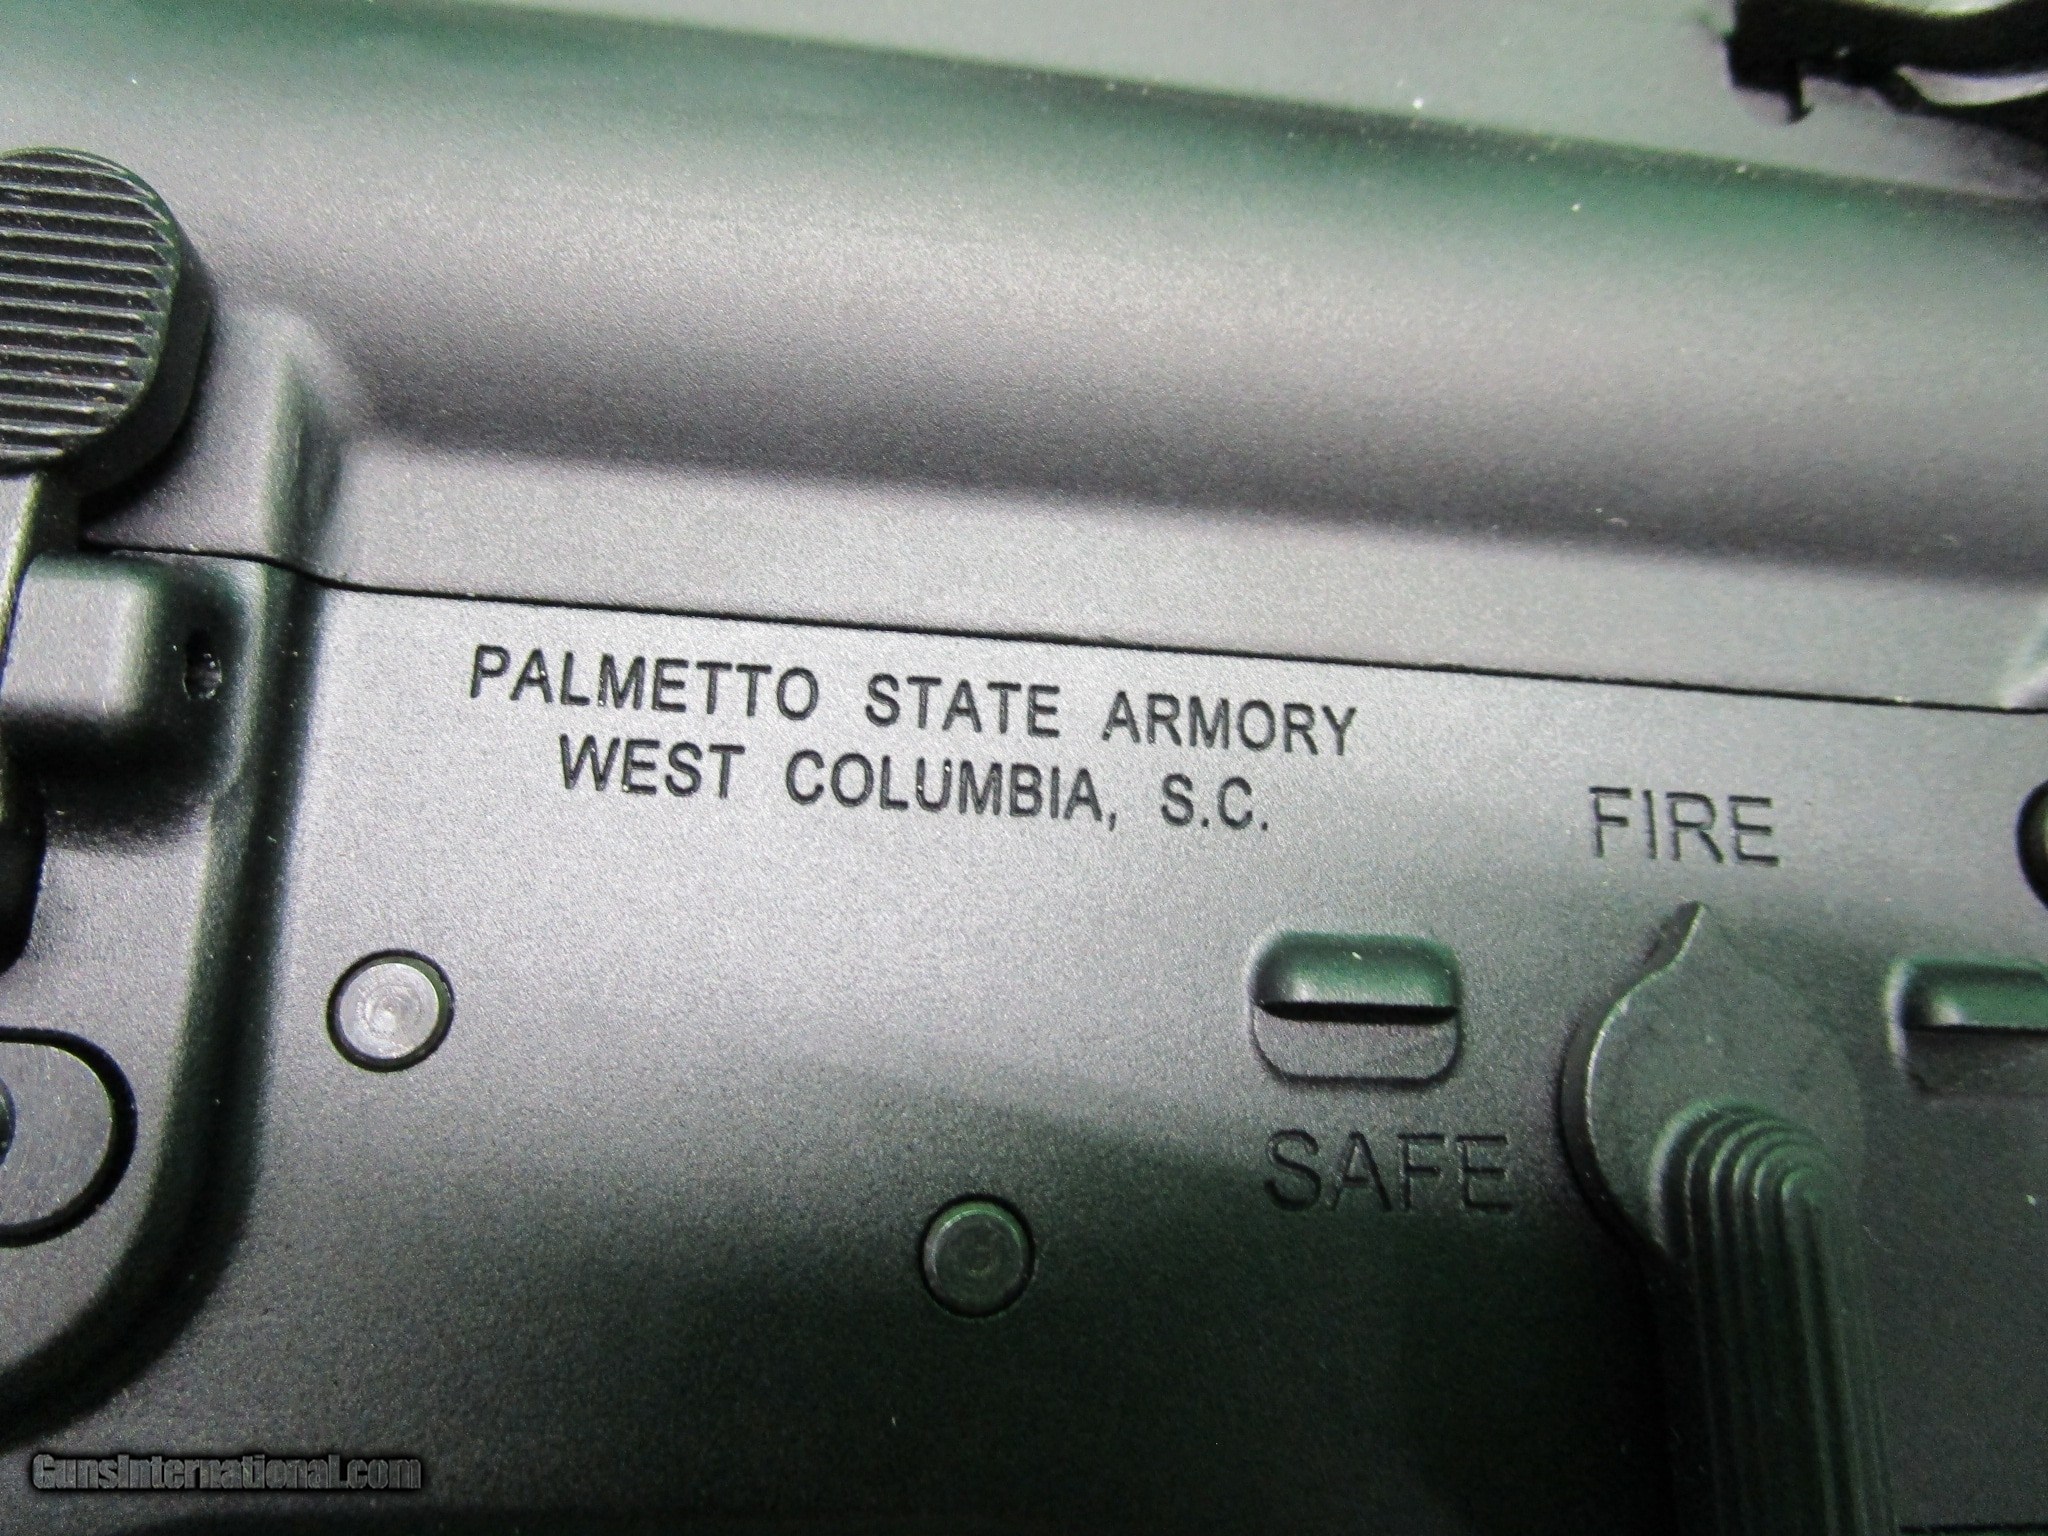 PALMETTO STATE ARMORY
WEST COLUMBIA, S.C.
FIRE
SAFE
GunsInternational.com